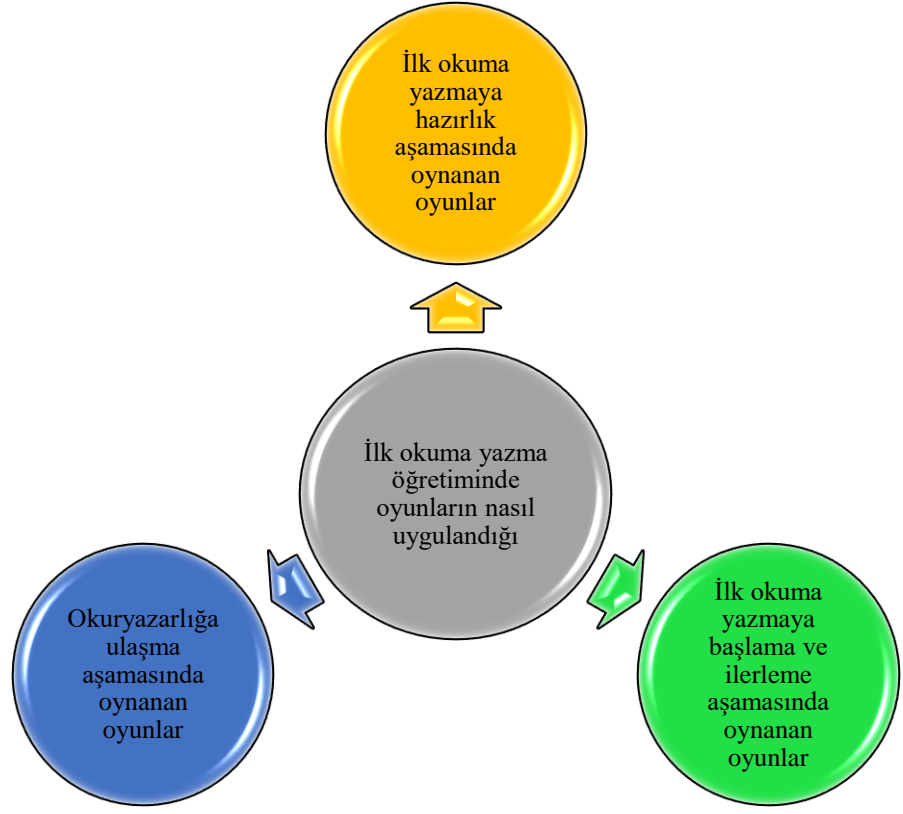 İlk okuma
yazmaya
hazırlık
aşamasında
oynanan
oyunlar
İlk okuma yazma
öğretiminde
oyunların nasıl
uygulandığı
Okuryazarlığa
ulaşma
aşamasında
oynanan
oyunlar
İlk okuma
yazmaya
başlama ve
ilerleme
aşamasında
oynanan
oyunlar